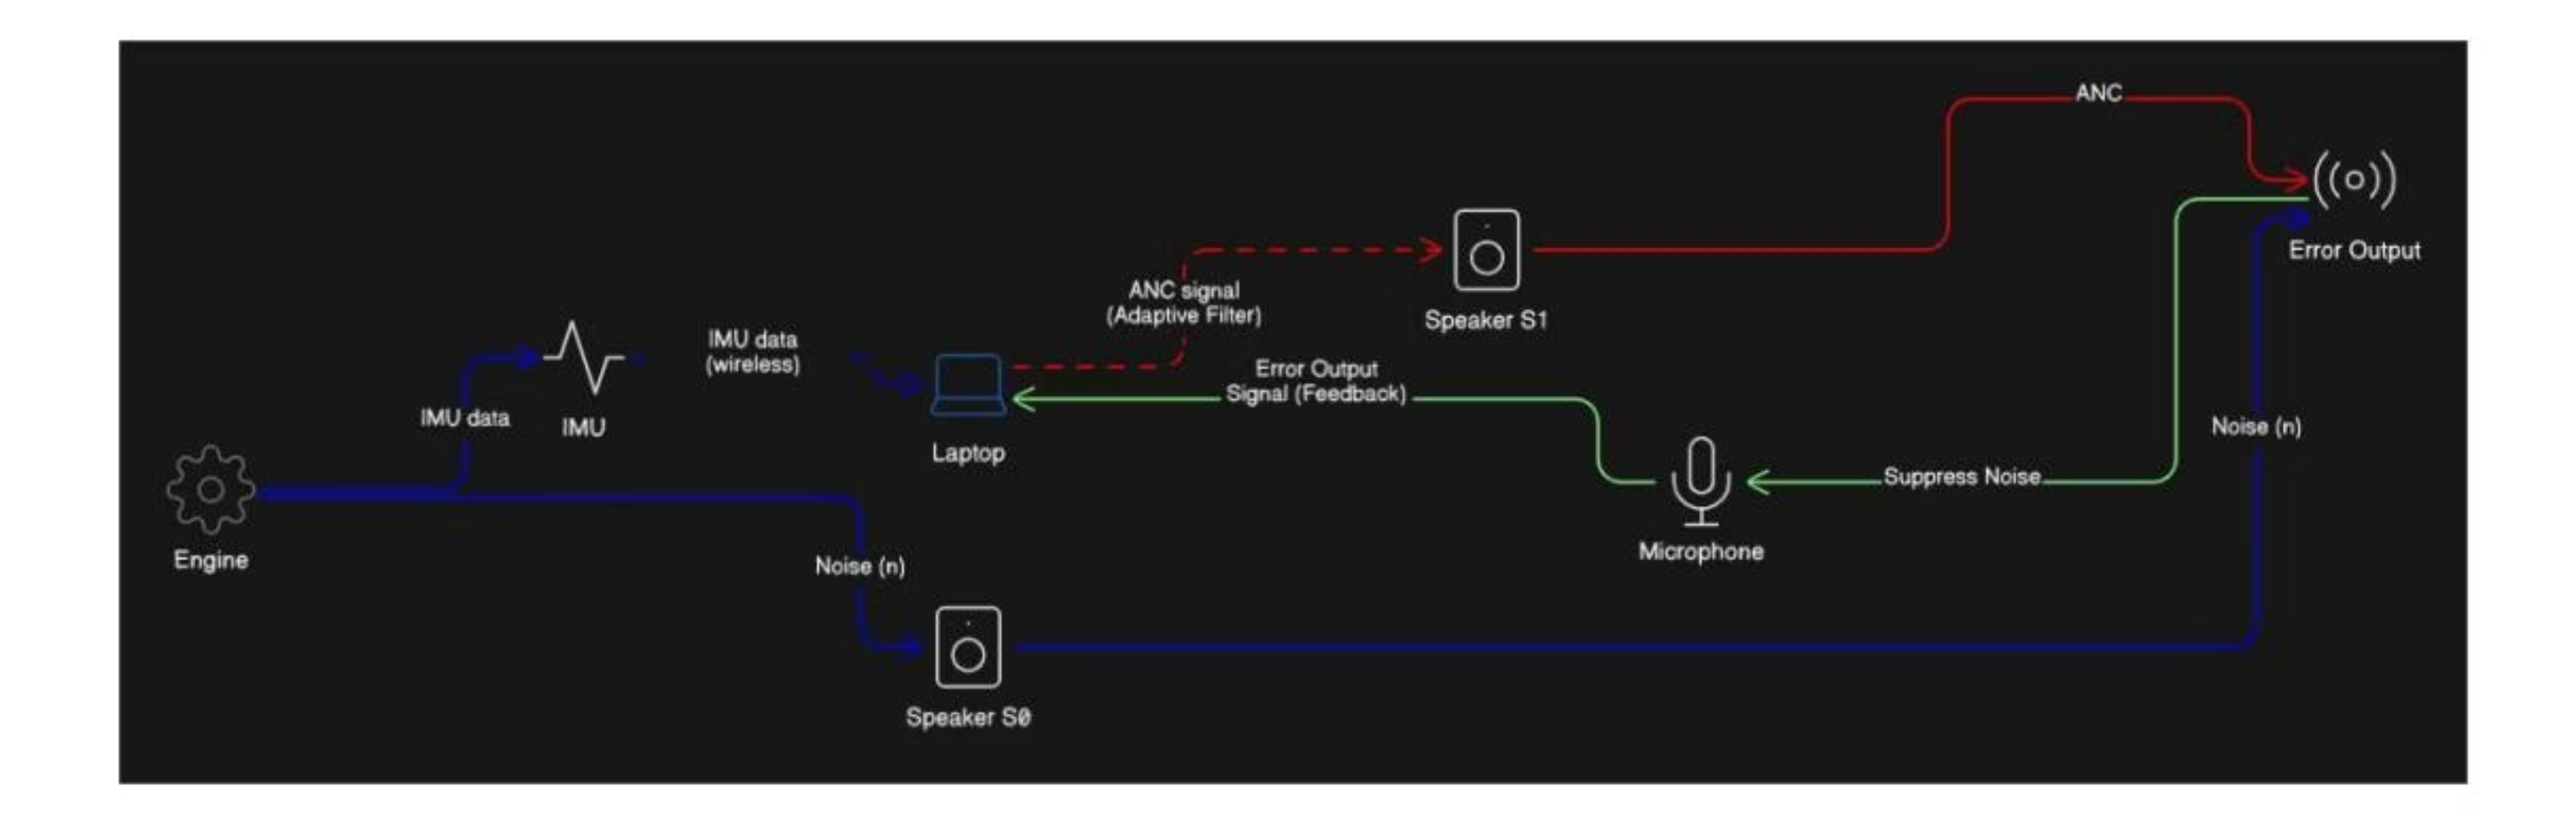 ANC
Error Output
ANC signal
(Adaptive Filter)
Speaker S1
IMU data
(wireless)
Error Output
Signal (Feedback)
IMU data
IMU
Laptop
Noise (n)
Suppress Noise
Microphone
Engine
Noise (n)
Speaker S0